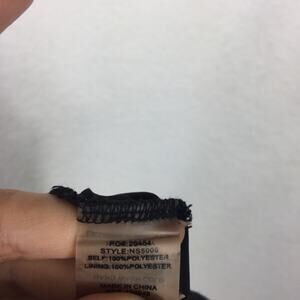 PO#:29454
STYLE:NS5000
SELF:100%POLYESTER
LINING:100%POLYESTER
MADE IN CHINA